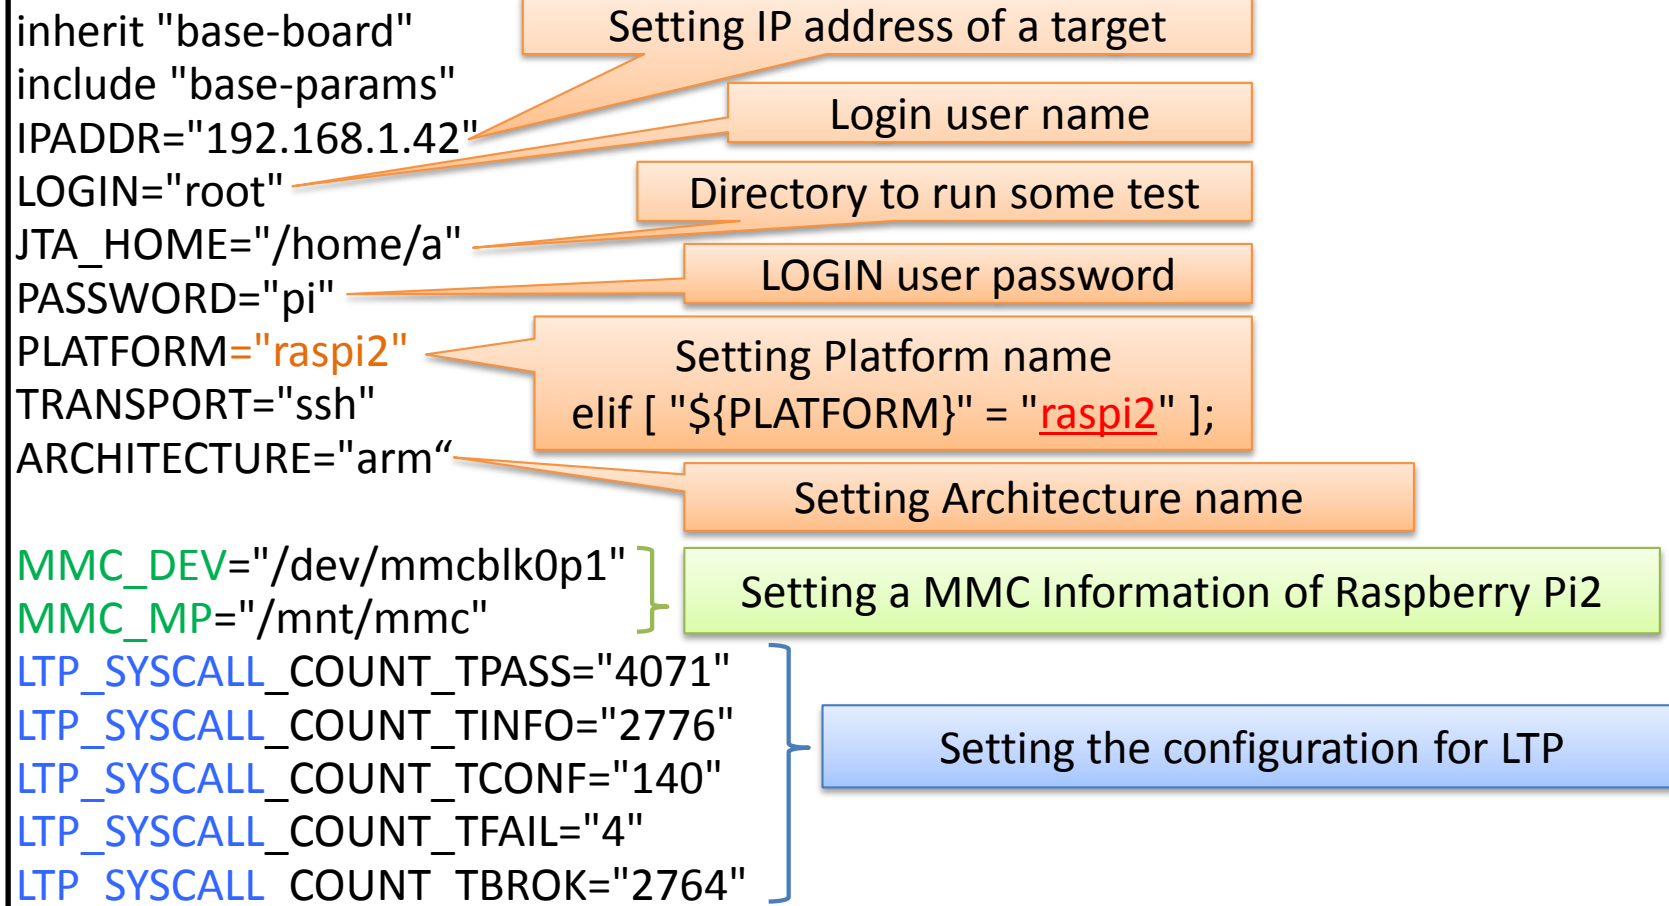 inherit "base-board"
include "base-params"
IPADDR="192.168.1.42"
LOGIN="root"
JTA_HOME="/home/a"
PASSWORD="pi"
PLATFORM="raspi2"
TRANSPORT="ssh"
ARCHITECTURE="arm“
MMC_DEV="/dev/mmcblk0p1"
MMC_MP="/mnt/mmc"
LTP_SYSCALL_COUNT_TPASS="4071"
LTP_SYSCALL_COUNT_TINFO="2776"
LTP_SYSCALL_COUNT_TCONF="140"
LTP_SYSCALL_COUNT_TFAIL="4"
LTP_SYSCALL_COUNT_TBROK="2764"
Setting IP address of a target
Login user name
Directory to run some test
LOGIN user password
Setting Platform name
elif [ "${PLATFORM}" = "raspi2" ];
Setting Architecture name
Setting a MMC Information of Raspberry Pi2
Setting the configuration for LTP